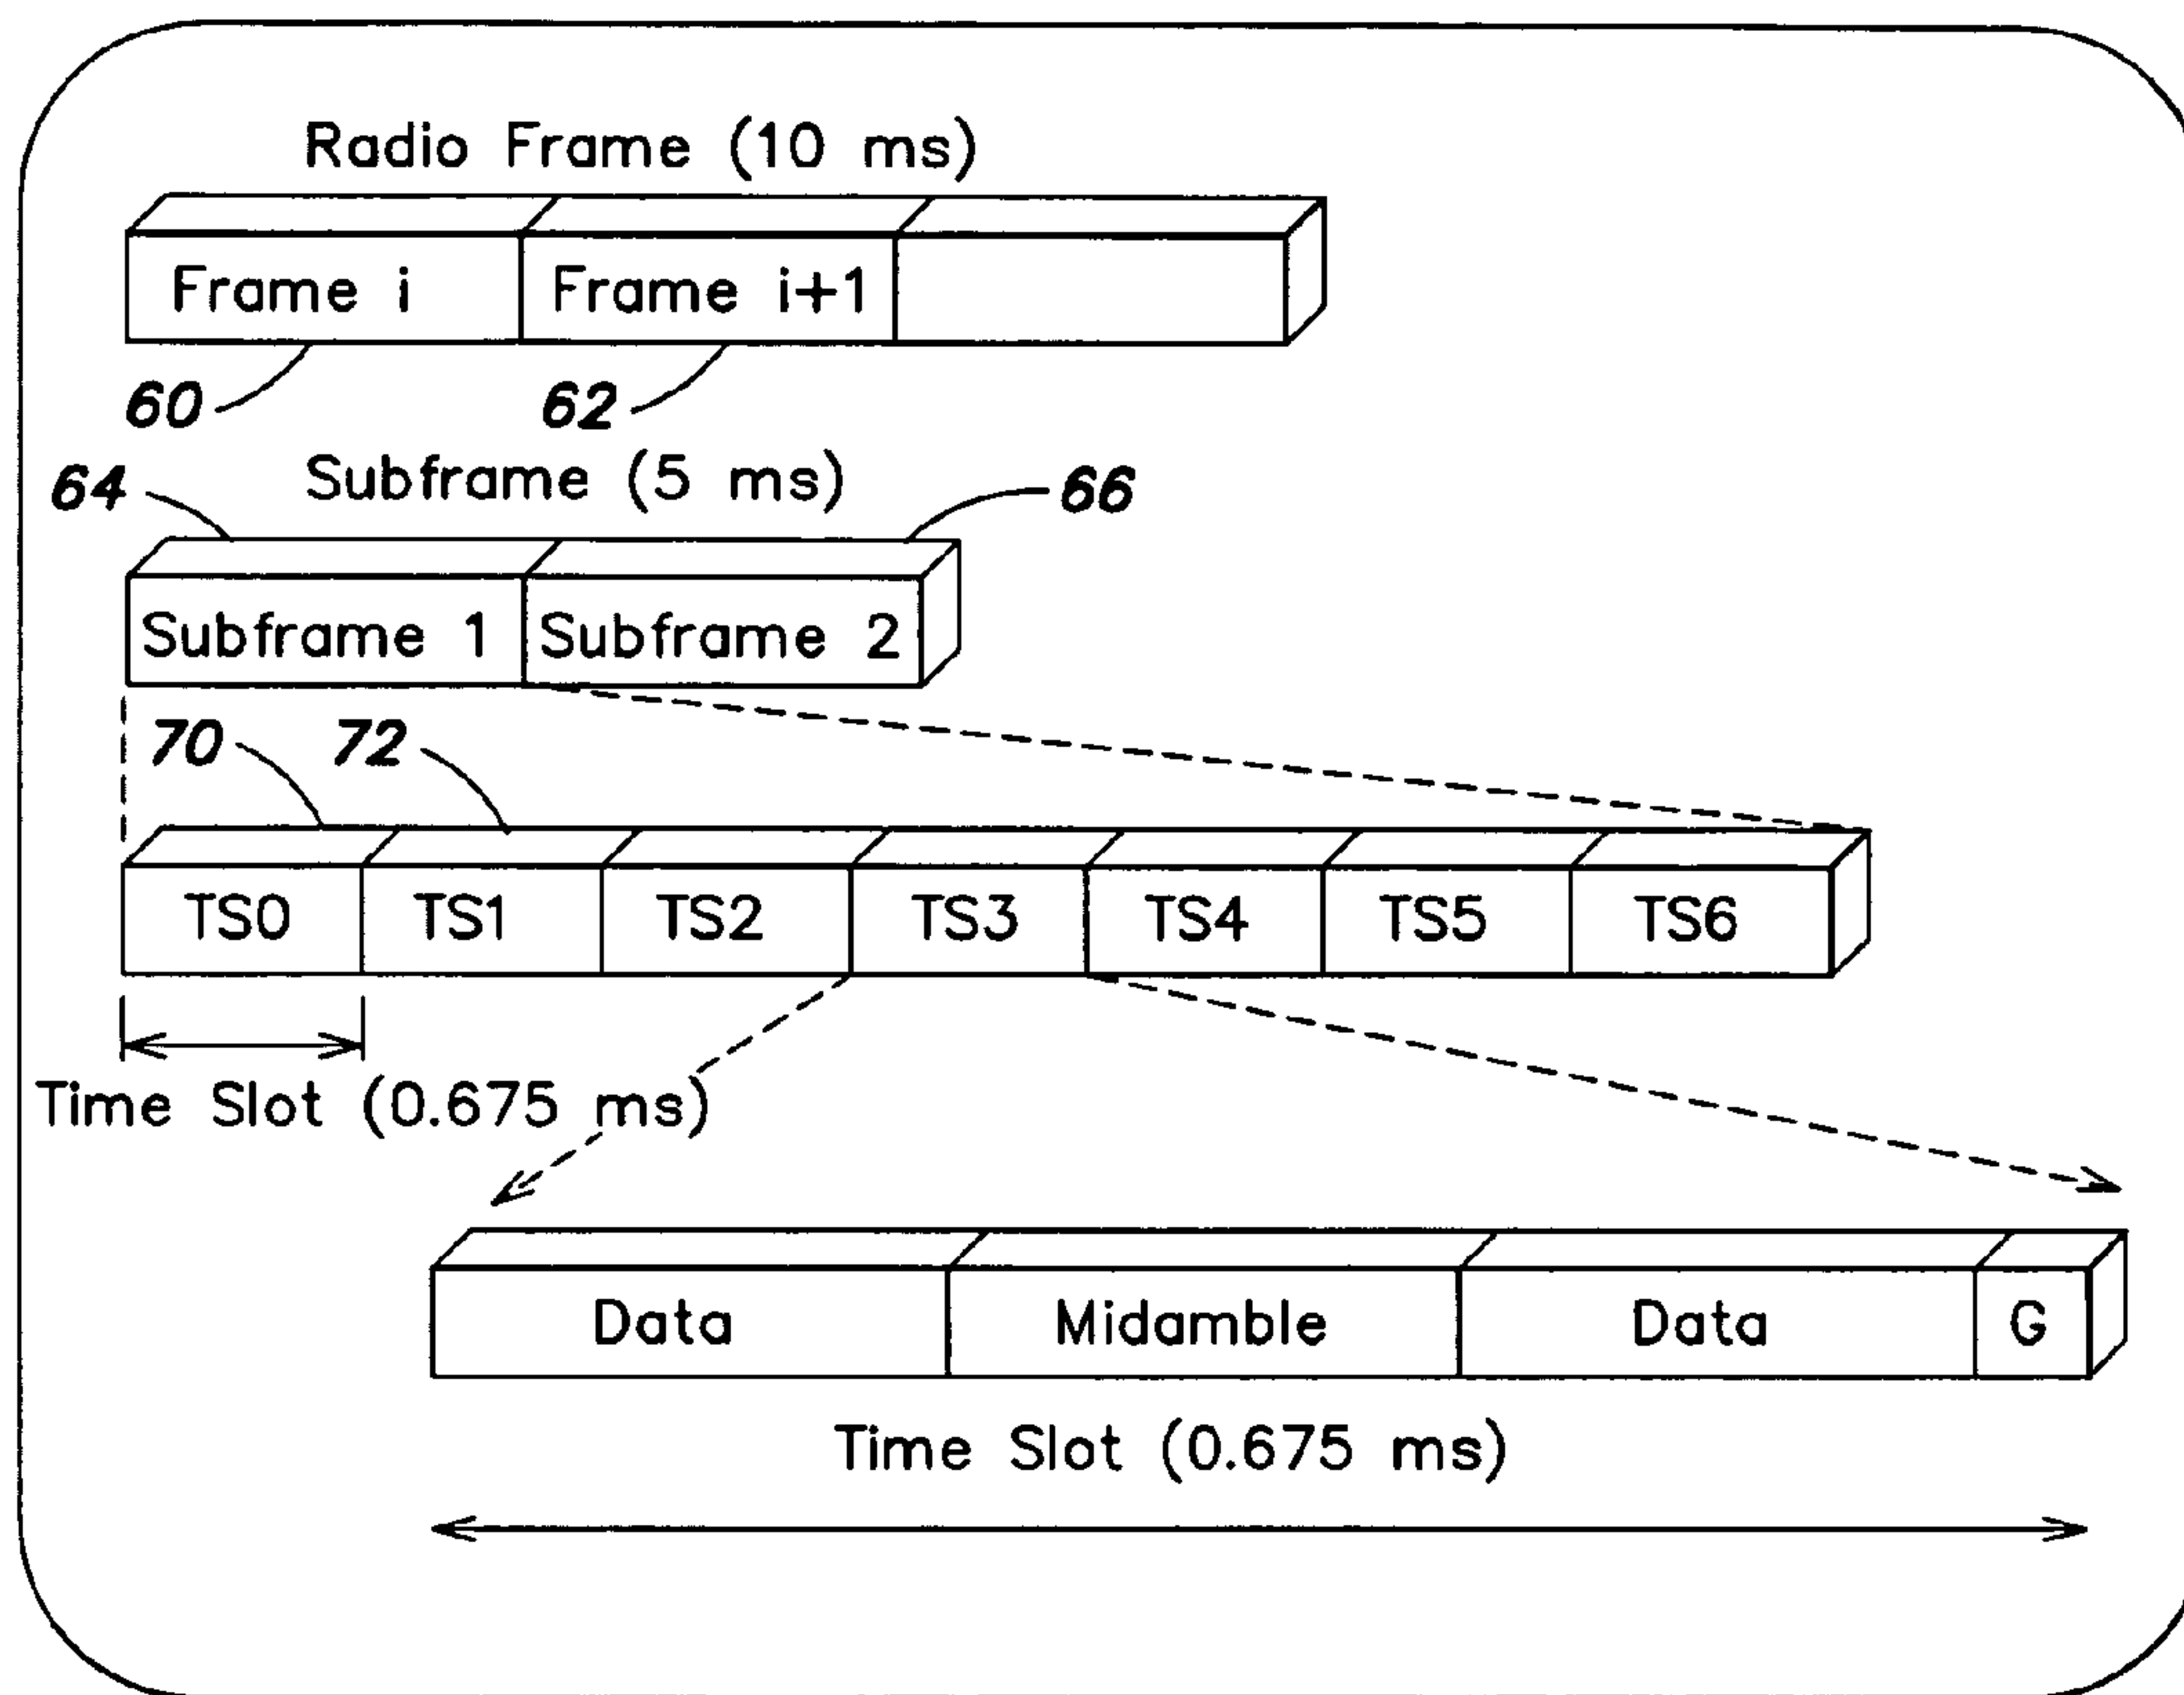 Radio Frame (10 ms)
Frame i Frame i+1
60 62
64 Subframe (5 ms) 66
Subframe 1 Subframe 2
70 72
TS0 TS1 TS2 TS3 TS4 TS5 TS6
Time Slot (0.675 ms)
Data Midamble Data G
Time Slot (0.675 ms)